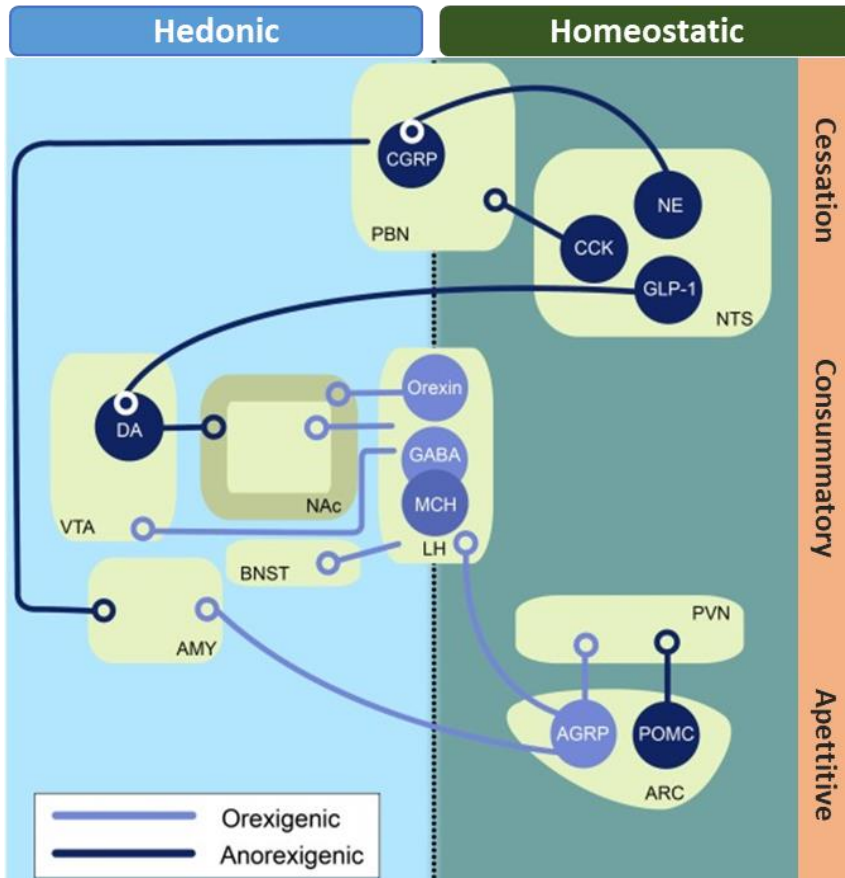 Hedonic
Homeostatic
CGRP
PBN
NE
CCK
GLP-1
NTS
Cessation
Orexin
DA
GABA
MCH
NAc
VTA
LH
BNST
Consummatory
AMY
PVN
AGRP
POMC
ARC
Apettitive
Orexigenic
Anorexigenic